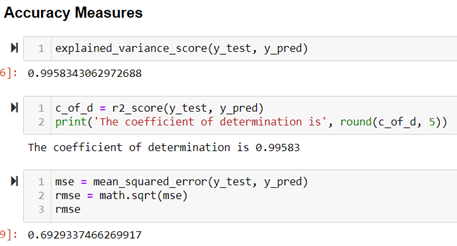 Accuracy Measures
1 explained_variance_score(y_test, y_pred)
6]: 0.9958343062972688
1 c_of_d = r2_score(y_test, y_pred)
2 print('The coefficient of determination is', round(c_of_d, 5))
The coefficient of determination is 0.99583
1 mse = mean_squared_error(y_test, y_pred)
2 rmse = math.sqrt(mse)
3 rmse
9]: 0.6929337466269917